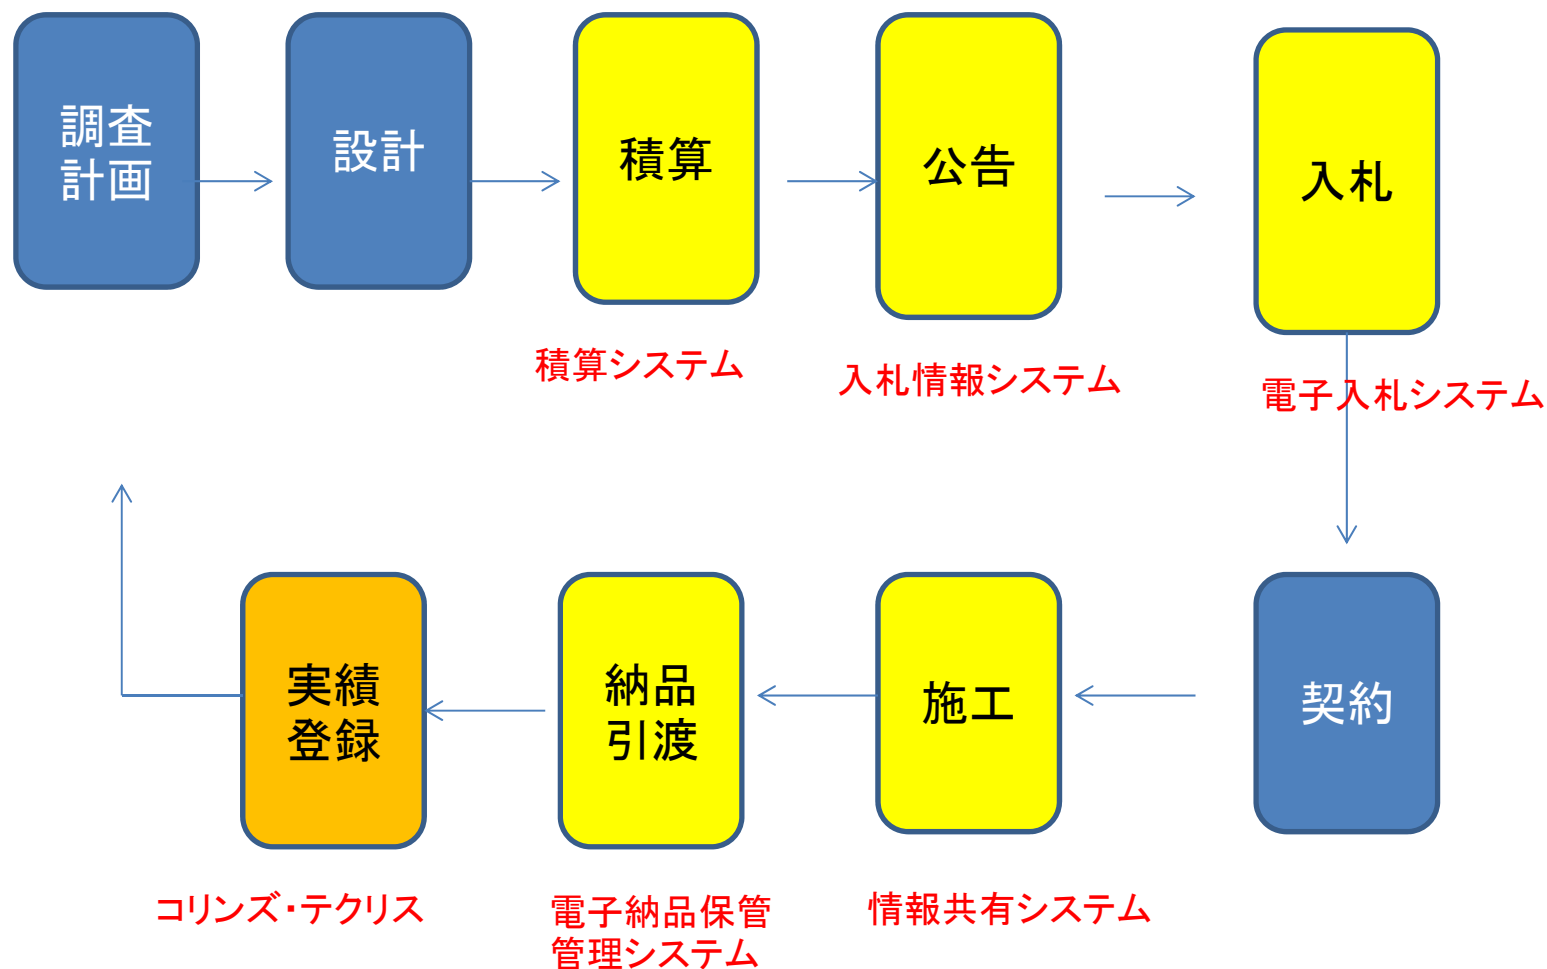 調査
計画
設計
積算
公告
入札
積算システム
入札情報システム
電子入札システム
実績
登録
納品
引渡
施工
契約
コリンズ・テクリス
電子納品保管
管理システム
情報共有システム